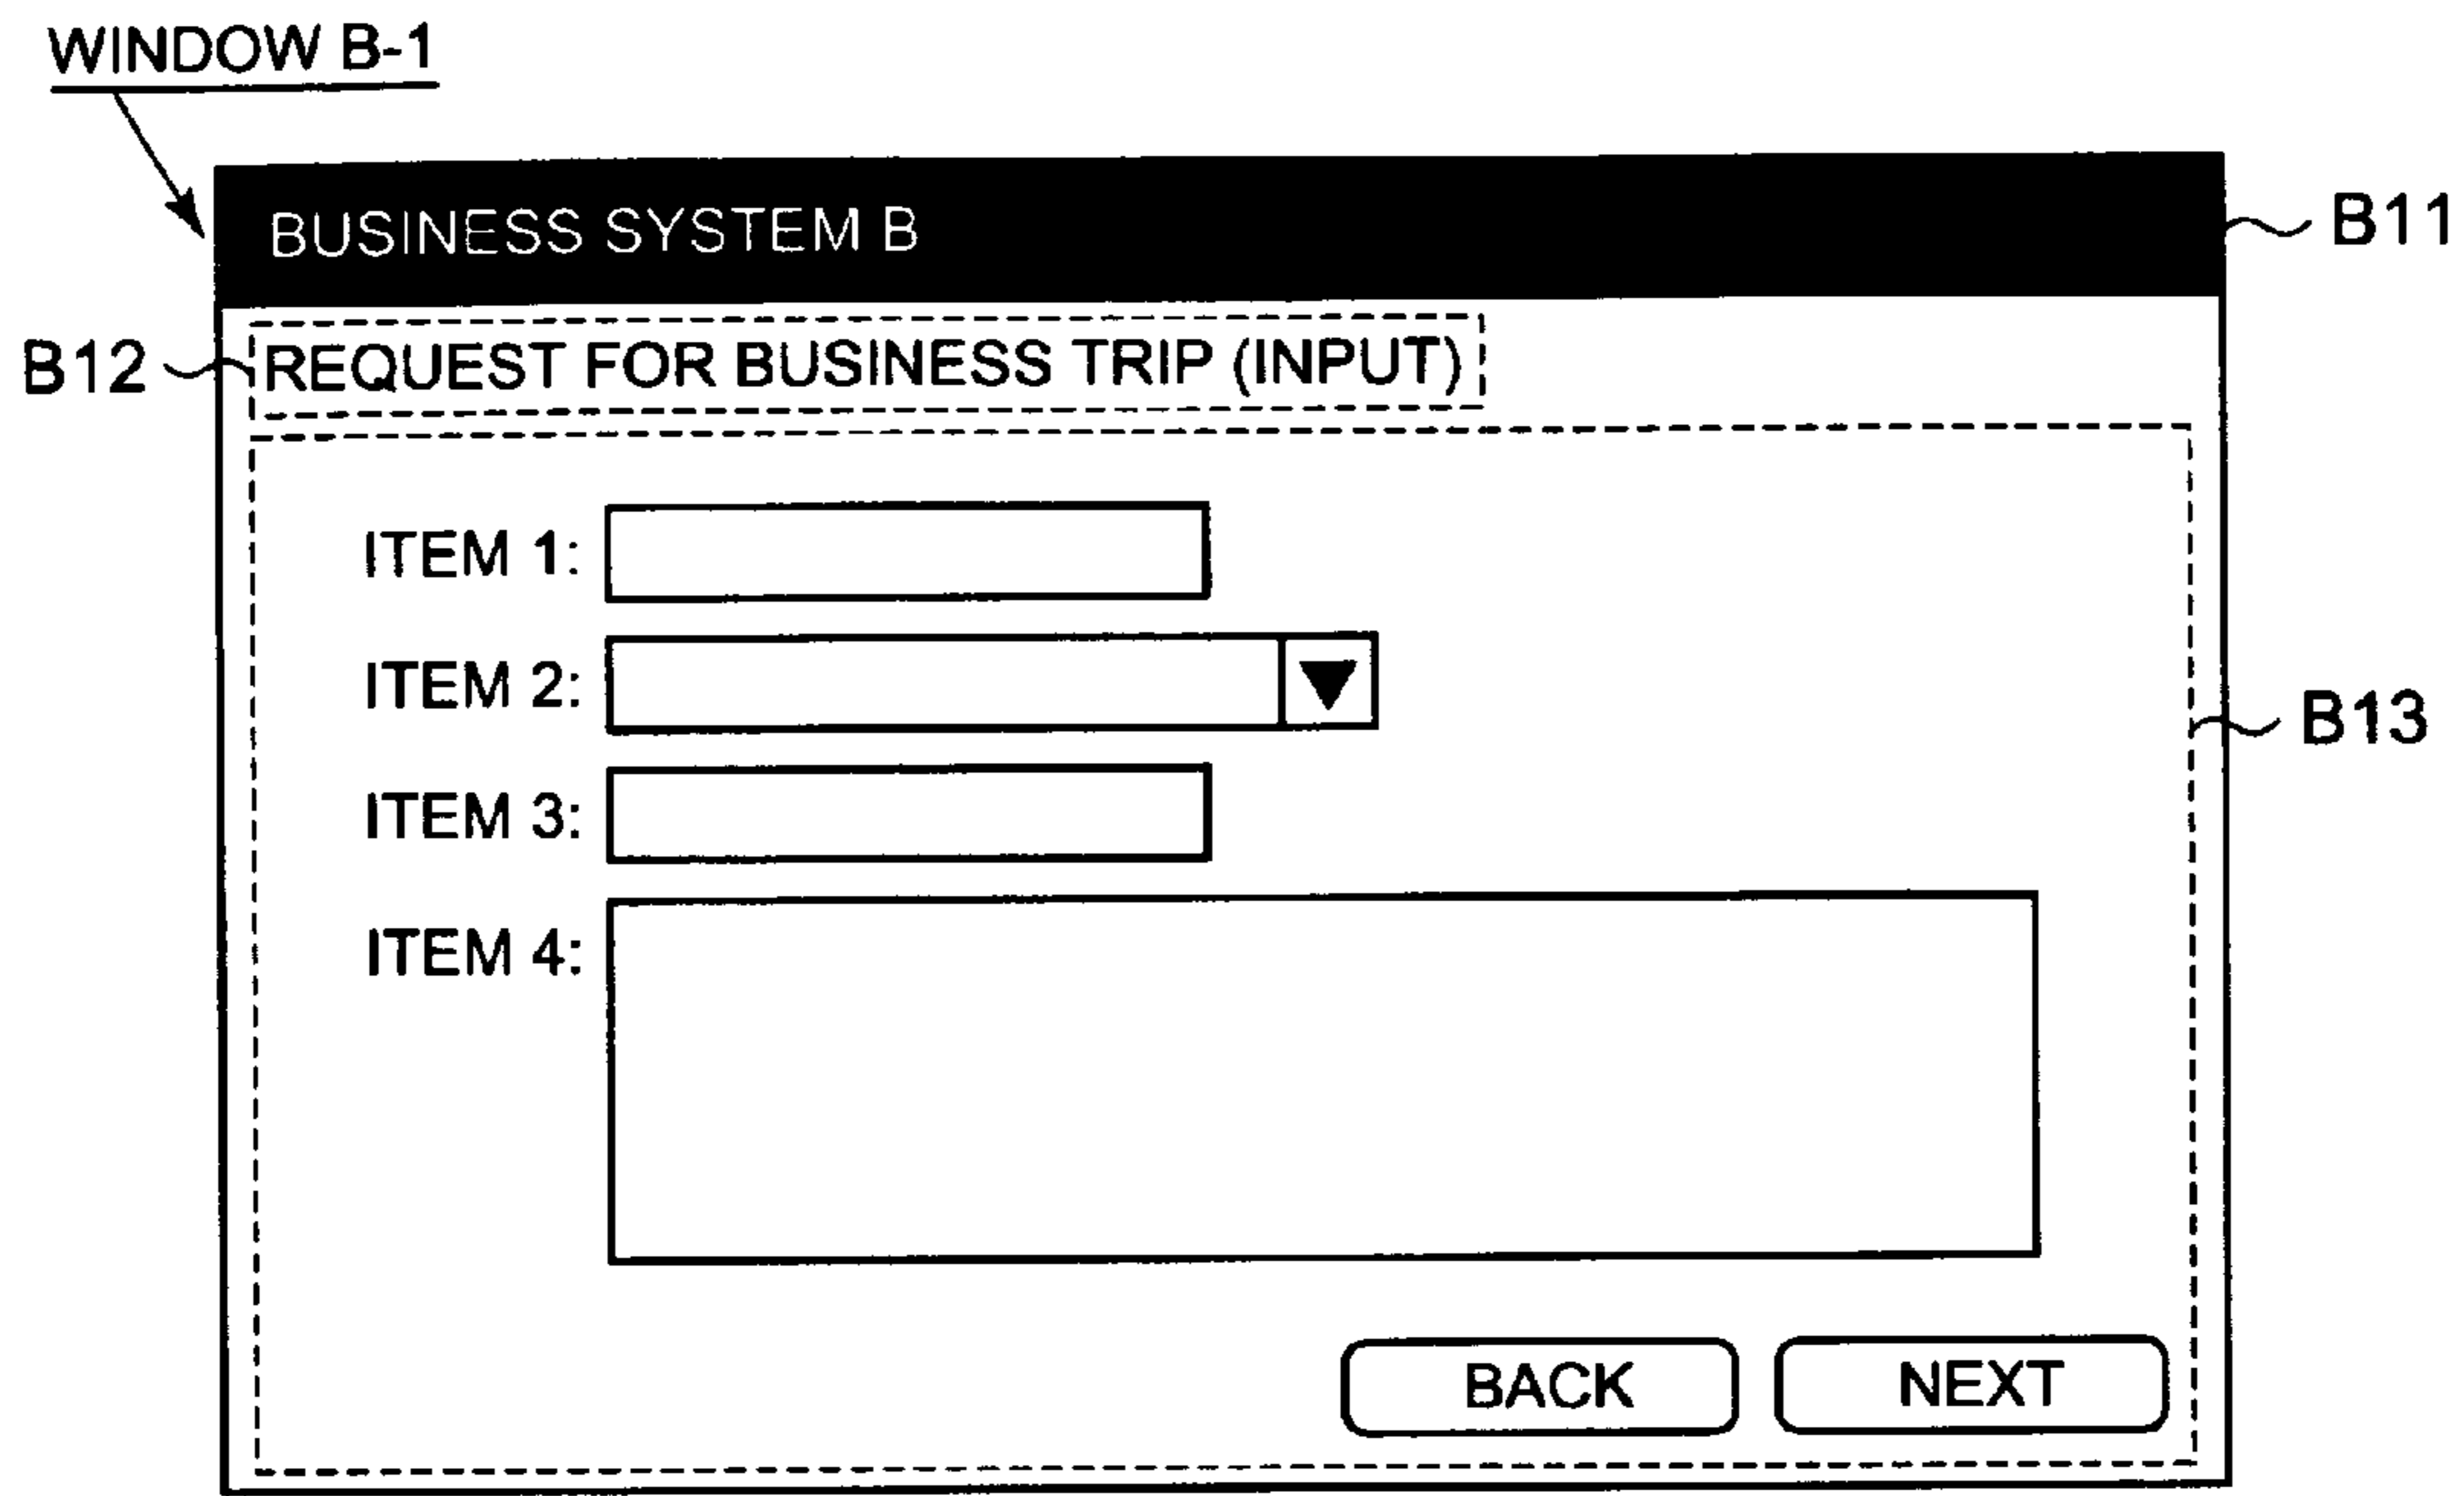 WINDOW B-1
BUSINESS SYSTEM B
B11
B12
REQUEST FOR BUSINESS TRIP (INPUT)
ITEM 1:
ITEM 2:
B13
ITEM 3:
ITEM 4:
BACK
NEXT